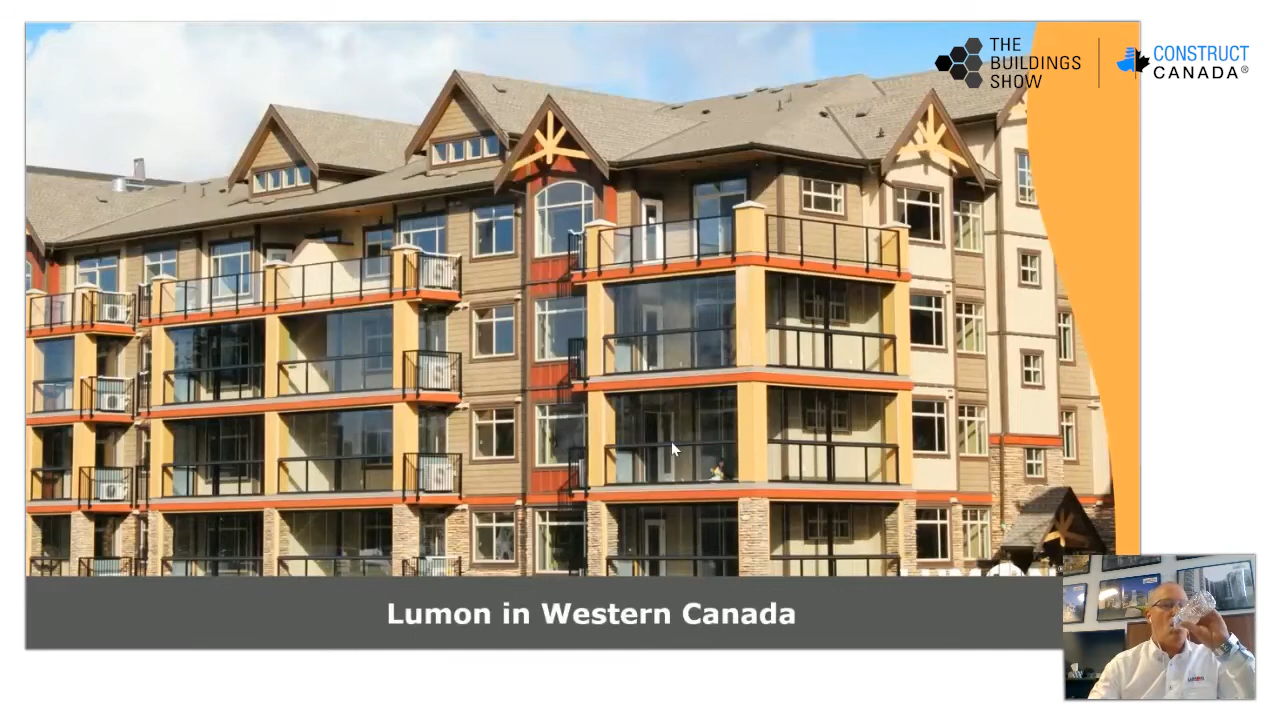 THE
BUILDINGS
SHOW
CONSTRUCT
CANADA®
Lumon in Western Canada